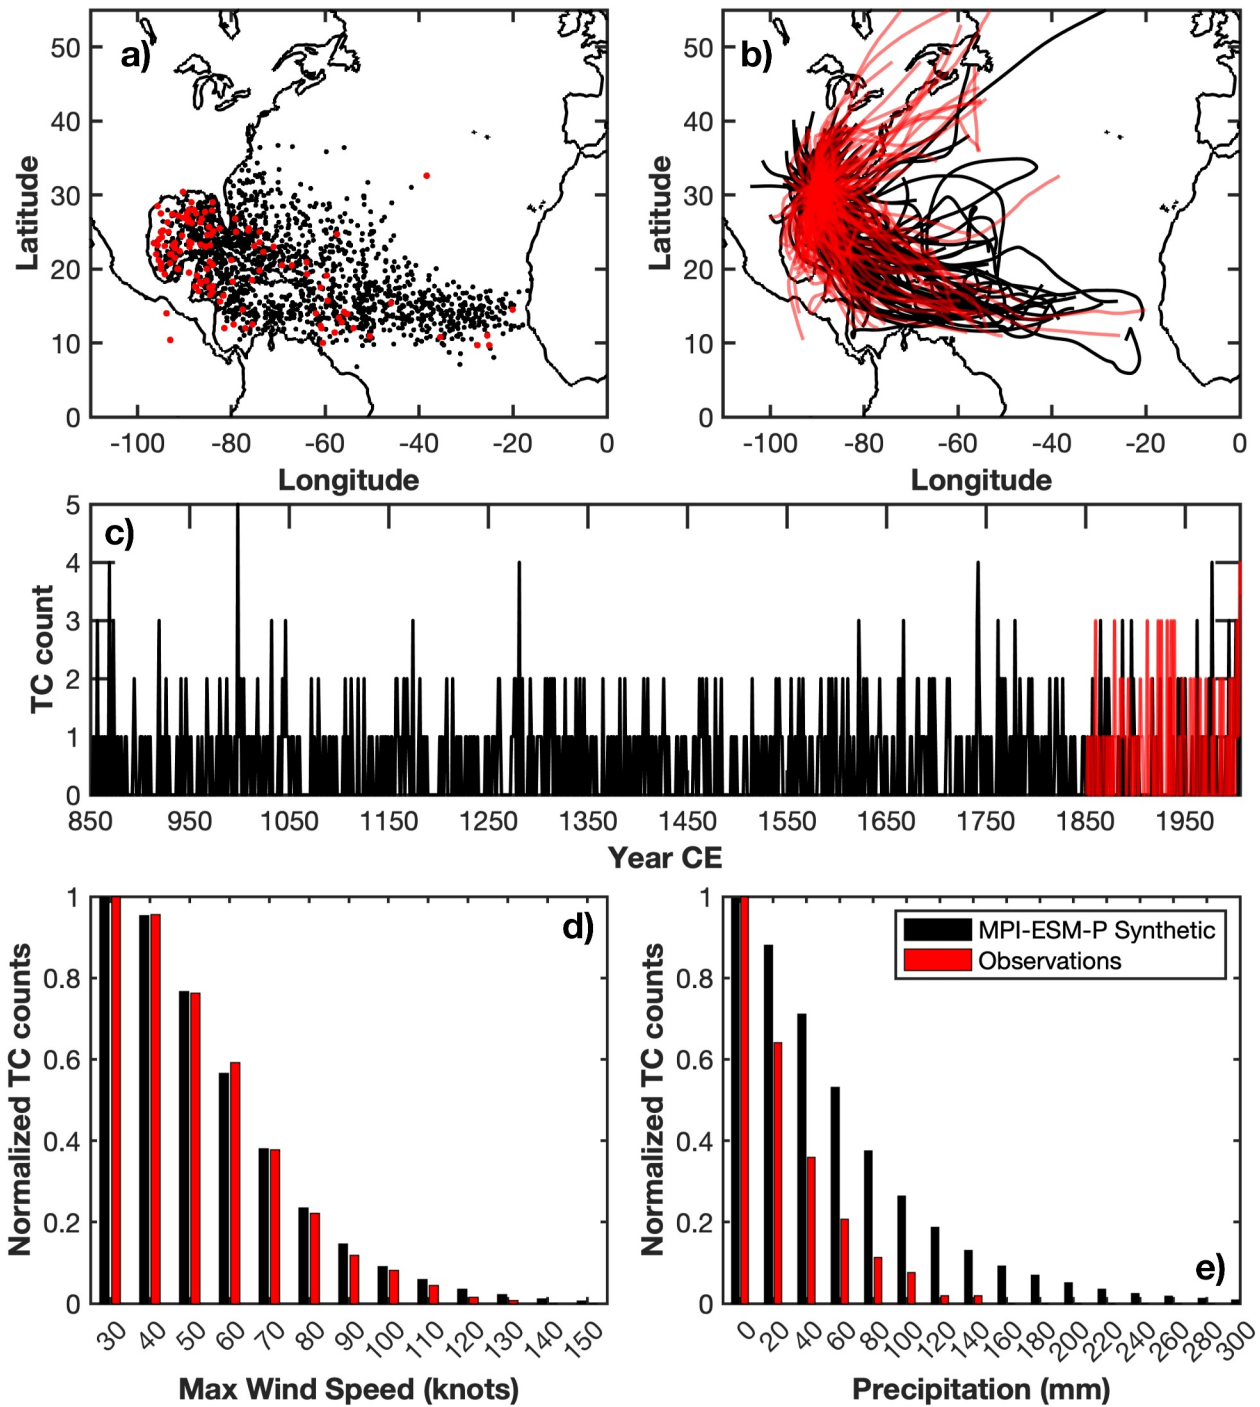 a)
50
40
30
20
10
0
Latitude
-100 -80 -60 -40 -20 0
Longitude
b)
50
40
30
20
10
0
Latitude
-100 -80 -60 -40 -20 0
Longitude
c)
5
4
3
2
1
0
TC count
850 950 1050 1150 1250 1350 1450 1550 1650 1750 1850 1950
Year CE
d)
1
0.8
0.6
0.4
0.2
0
Normalized TC counts
30 40 50 60 70 80 90 100 110 120 130 140 150
Max Wind Speed (knots)
1
0.8
0.6
0.4
0.2
0
Normalized TC counts
MPI-ESM-P Synthetic
Observations
e)
0 20 40 60 80 100 120 140 160 180 200 220 240 260 280 300
Precipitation (mm)